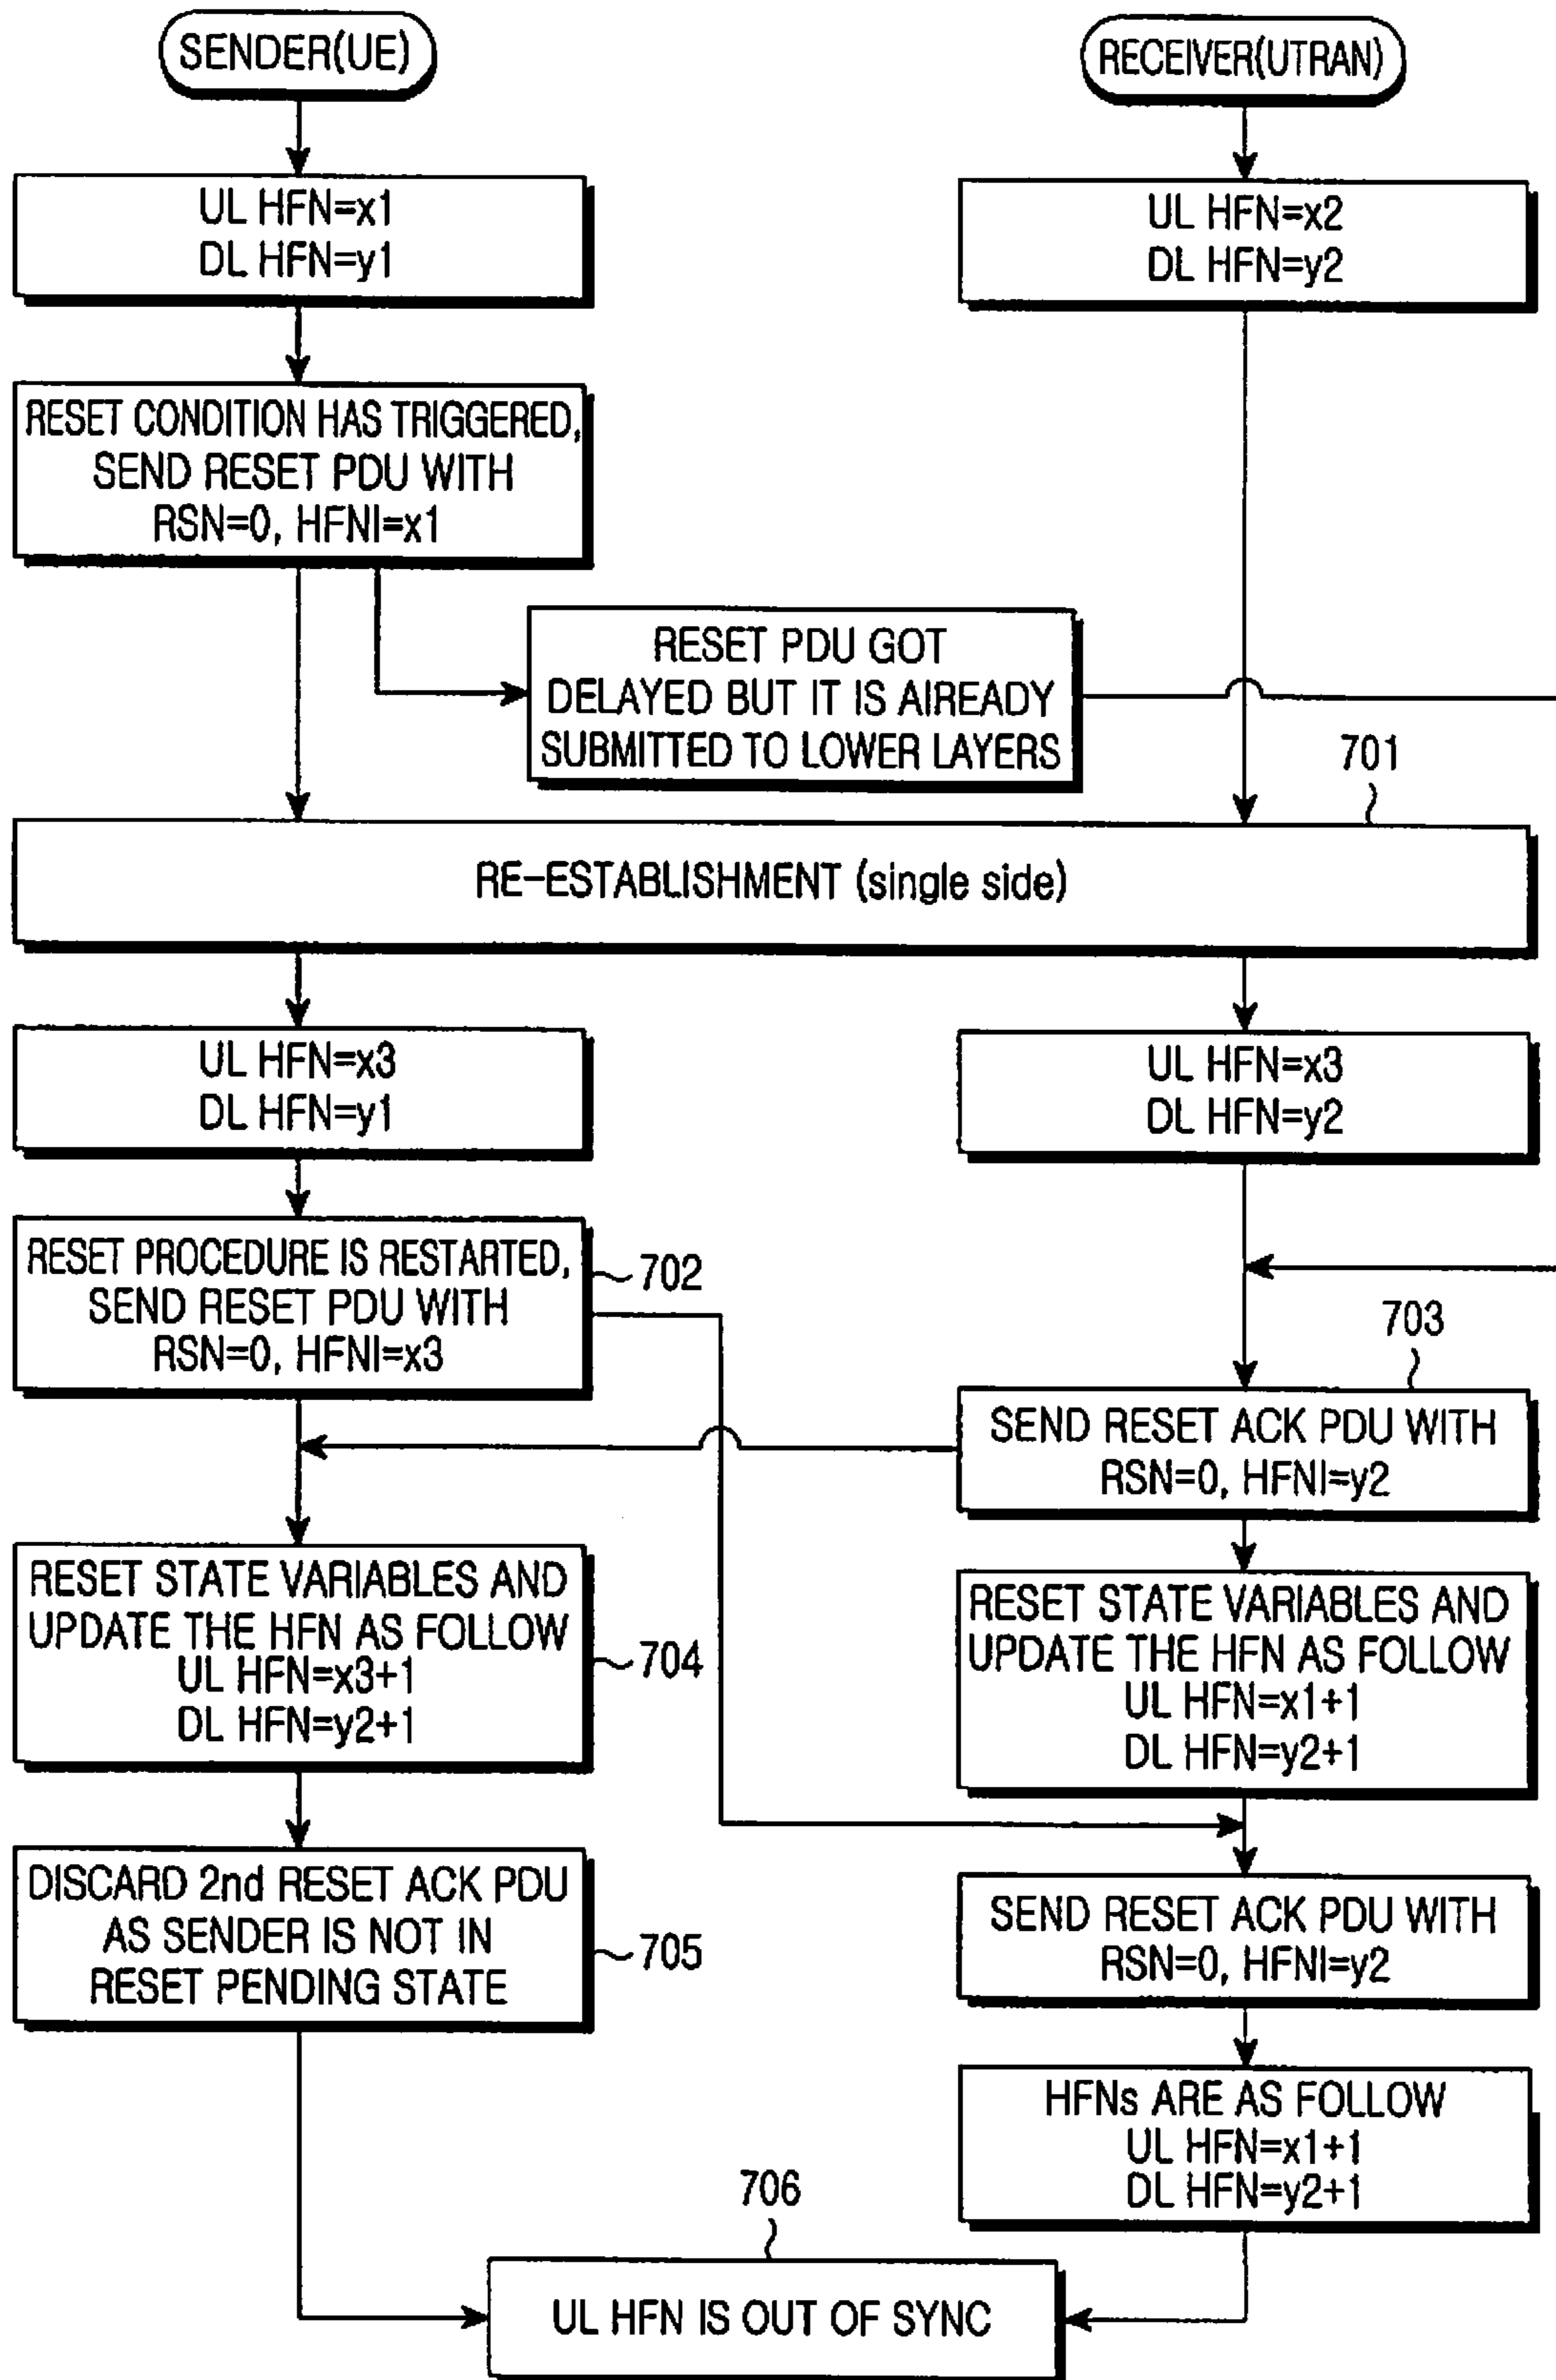 SENDER(UE)
RECEIVER(UTRAN)
UL HFN=x1
DL HFN=y1
UL HFN=x2
DL HFN=y2
RESET CONDITION HAS TRIGGERED,
SEND RESET PDU WITH
RSN=0, HFNI=x1
RESET PDU GOT
DELAYED BUT IT IS AlREADY
SUBMITTED TO LOWER LAYERS
701
RE-ESTABLISHMENT (single side)
UL HFN=x3
DL HFN=y1
UL HFN=x3
DL HFN=y2
RESET PROCEDURE IS RESTARTED,
SEND RESET PDU WITH
RSN=0, HFNI=x3
702
703
SEND RESET ACK PDU WITH
RSN=0, HFNI=y2
RESET STATE VARIABLES AND
UPDATE THE HFN AS FOLLOW
UL HFN=x3+1
DL HFN=y2+1
704
RESET STATE VARIABLES AND
UPDATE THE HFN AS FOLLOW
UL HFN=x1+1
DL HFN=y2+1
DISCARD 2nd RESET ACK PDU
AS SENDER IS NOT IN
RESET PENDING STATE
705
SEND RESET ACK PDU WITH
RSN=0, HFNI=y2
HFNs ARE AS FOLLOW
UL HFN=x1+1
DL HFN=y2+1
706
UL HFN IS OUT OF SYNC